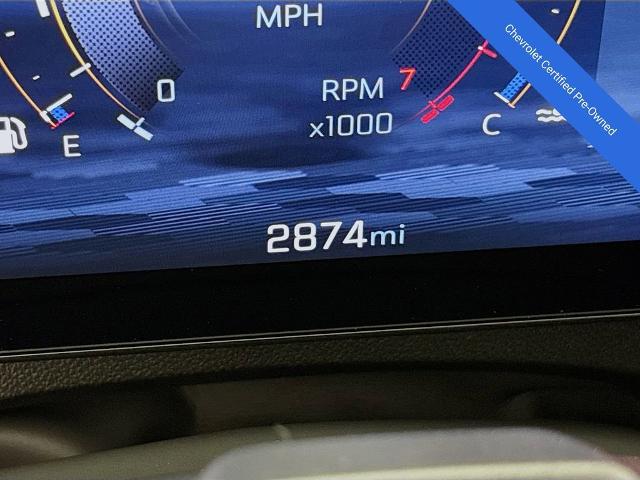 MPH
Chevrolet Certified Pre-Owned
0
RPM
7
x1000
E
C
2874mi